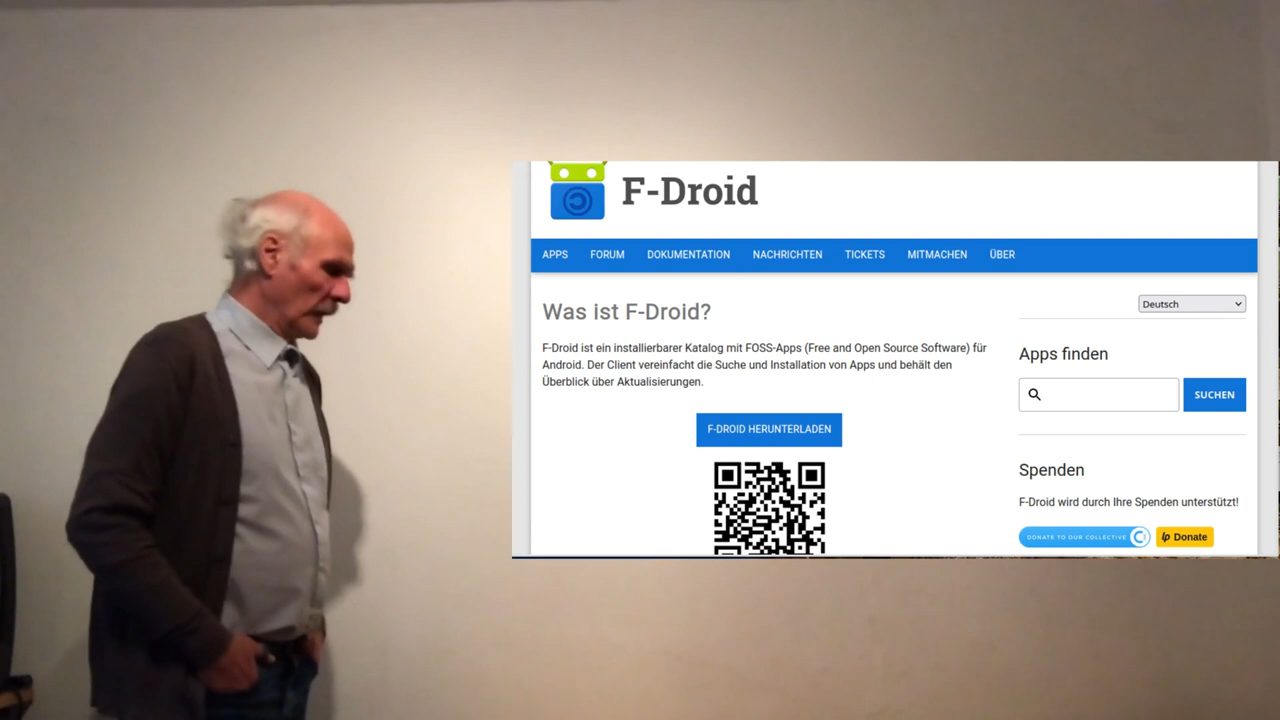 F-Droid
APPS FORUM DOKUMENTATION NACHRICHTEN TICKETS MITMACHEN ÜBER
Deutsch
Was ist F-Droid?
F-Droid ist ein installierbarer Katalog mit FOSS-Apps (Free and Open Source Software) für
Android. Der Client vereinfacht die Suche und Installation von Apps und behält den
Überblick über Aktualisierungen.
F-DROID HERUNTERLADEN
Apps finden
SUCHEN
Spenden
F-Droid wird durch Ihre Spenden unterstützt!
DONATE TO OUR COLLECTIVE
lp Donate